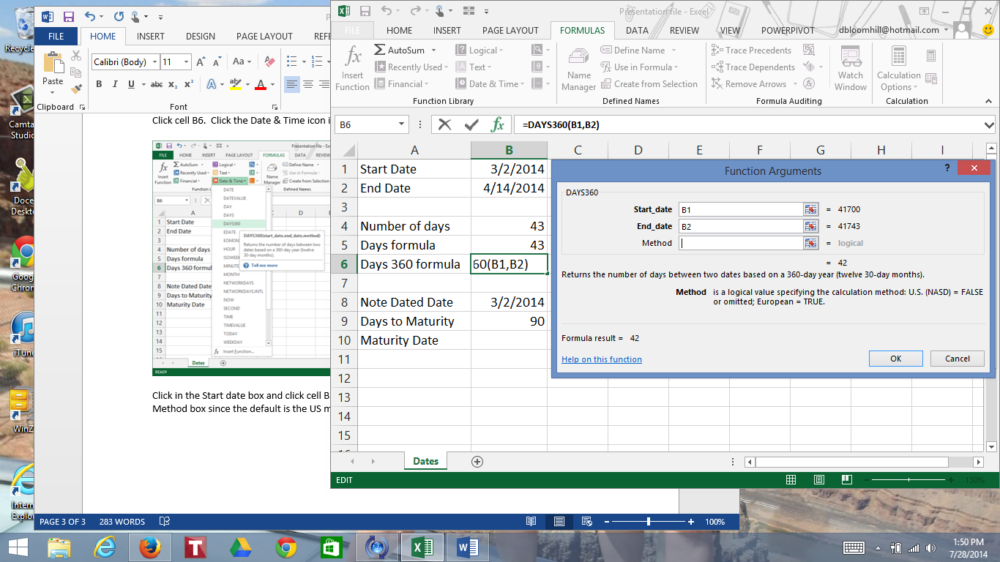 Recycle
Camta
Studio
Doce
Deskto
Google
Chrom
iTune
WinZ
Intern
Explor
FILE HOME INSERT DESIGN PAGE LAYOUT REFE
Paste
Calibri (Body) 11
Clipboard Font
Click cell B6. Click the Date & Time icon i
Presentation file - Excel
FILE HOME INSERT PAGE LAYOUT FORMULAS DATA REVIEW
Insert Function
AutoSum
Recently Used
Financial
Logical
Text
Date & Time
Name Manager
Define Name
Use in Formula
Create from Selection
Function Li
Defined Names
B6
A C D E
1 Start Date
2 End Date
3
4 Number of days
5 Days formula
6 Days 360 formula
7
8 Note Dated Date
9 Days to Maturity
10 Maturity Date
11
12
13
14
15
DATE
DATEVALUE
DAY
DAYS
DAYS360
EDATE
EOMON
HOUR
ISOWEEK
MINUTE
MONTH
NETWORKDAYS
NETWORKDAYS.INTL
NOW
SECOND
TIME
TIMEVALUE
TODAY
WEEKDAY
Insert Function...
DAYS360(start_date,end_date,method)
Returns the number of days between two
dates based on a 360-day year (twelve
30-day months).
Tell me more
Dates
READY
Click in the Start date box and click cell B
Method box since the default is the US m
PAGE 3 OF 3 283 WORDS 100%
Presentation file - Excel
FILE HOME INSERT PAGE LAYOUT FORMULAS DATA REVIEW VIEW POWERPIVOT dbloomhill@hotmail.com
Insert
Function
AutoSum
Recently Used
Financial
Logical
Text
Date & Time
Name
Manager
Define Name
Use in Formula
Create from Selection
Trace Precedents
Trace Dependents
Remove Arrows
Watch
Window
Calculation
Options
Function Library Defined Names Formula Auditing Calculation
B6 fx =DAYS360(B1,B2)
A B C D E F G H I
1 Start Date 3/2/2014
2 End Date 4/14/2014
3
4 Number of days 43
5 Days formula 43
6 Days 360 formula 60(B1,B2)
7
8 Note Dated Date 3/2/2014
9 Days to Maturity 90
10 Maturity Date
11
12
13
14
15
Dates
EDIT 130%
Function Arguments
DAYS360
Start_date B1 = 41700
End_date B2 = 41743
Method = logical
= 42
Returns the number of days between two dates based on a 360-day year (twelve 30-day months).
Method is a logical value specifying the calculation method: U.S. (NASD) = FALSE
or omitted; European = TRUE.
Formula result = 42
Help on this function
OK Cancel
1:50 PM
7/28/2014